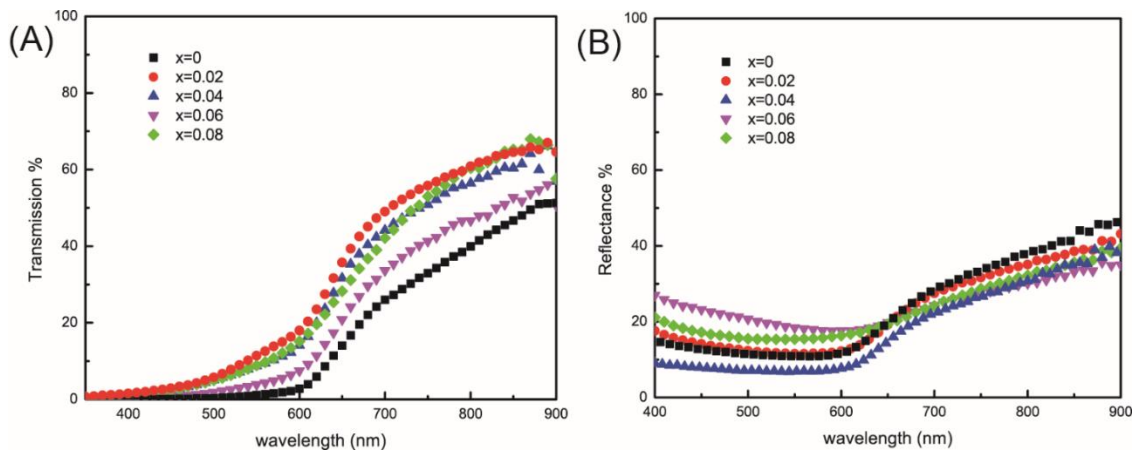 (A)
Transmission %
100
80
60
40
20
0
x=0
x=0.02
x=0.04
x=0.06
x=0.08
400 500 600 700 800 900
wavelength (nm)
(B)
Reflectance %
100
80
60
40
20
0
x=0
x=0.02
x=0.04
x=0.06
x=0.08
400 500 600 700 800 900
wavelength (nm)